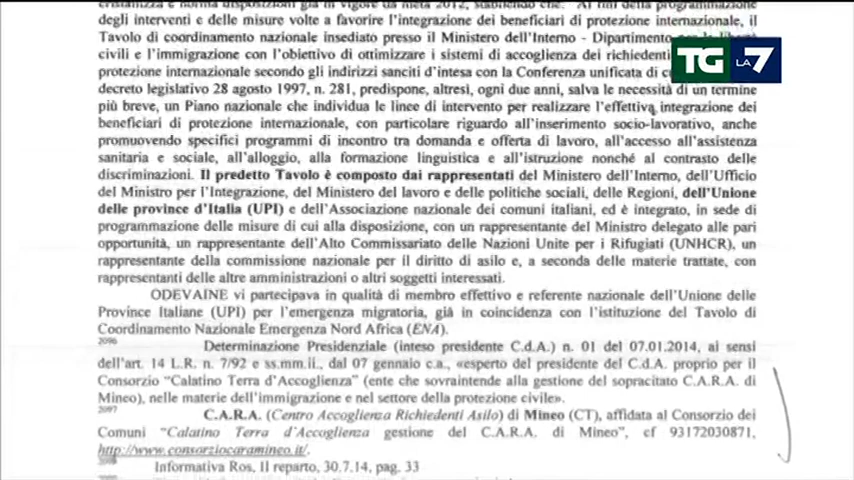 cristallizza e norma disposizioni già in vigore da metà 2012, stabilendo che: "Ai fini della programmazione
degli interventi e delle misure volte a favorire l'integrazione dei beneficiari di protezione internazionale, il
Tavolo di coordinamento nazionale insediato presso il Ministero dell'Interno - Dipartimento per le libertà
civili e l'immigrazione con l'obiettivo di ottimizzare i sistemi di accoglienza dei richiedenti
protezione internazionale secondo gli indirizzi sanciti d'intesa con la Conferenza unificata di cui
decreto legislativo 28 agosto 1997, n. 281, predispone, altresì, ogni due anni, salva le necessità di un termine
più breve, un Piano nazionale che individua le linee di intervento per realizzare l'effettiva integrazione dei
beneficiari di protezione internazionale, con particolare riguardo all'inserimento socio-lavorativo, anche
promuovendo specifici programmi di incontro tra domanda e offerta di lavoro, all'accesso all'assistenza
sanitaria e sociale, all'alloggio, alla formazione linguistica e all'istruzione nonché al contrasto delle
discriminazioni. Il predetto Tavolo è composto dai rappresentati del Ministero dell'Interno, dell'Ufficio
del Ministro per l'Integrazione, del Ministero del lavoro e delle politiche sociali, delle Regioni, dell'Unione
delle province d'Italia (UPI) e dell'Associazione nazionale dei comuni italiani, ed è integrato, in sede di
programmazione delle misure di cui alla disposizione, con un rappresentante del Ministro delegato alle pari
opportunità, un rappresentante dell'Alto Commissariato delle Nazioni Unite per i Rifugiati (UNHCR), un
rappresentante della commissione nazionale per il diritto di asilo e, a seconda delle materie trattate, con
rappresentanti delle altre amministrazioni o altri soggetti interessati.
ODEVAINE vi partecipava in qualità di membro effettivo e referente nazionale dell'Unione delle
Province Italiane (UPI) per l'emergenza migratoria, già in coincidenza con l'istituzione del Tavolo di
Coordinamento Nazionale Emergenza Nord Africa (ENA).
2096 Determinazione Presidenziale (inteso presidente C.d.A.) n. 01 del 07.01.2014, ai sensi
dell'art. 14 L.R. n. 7/92 e ss.mm.ii., dal 07 gennaio c.a., «esperto del presidente del C.d.A. proprio per il
Consorzio "Calatino Terra d'Accoglienza" (ente che sovraintende alla gestione del sopracitato C.A.R.A. di
Mineo), nelle materie dell'immigrazione e nel settore della protezione civile».
2097 C.A.R.A. (Centro Accoglienza Richiedenti Asilo) di Mineo (CT), affidata al Consorzio dei
Comuni "Calatino Terra d'Accoglienza gestione del C.A.R.A. di Mineo", cf 93172030871,
http://www.consorziocaramineo.it/.
Informativa Ros, II reparto, 30.7.14, pag. 33
TG LA7